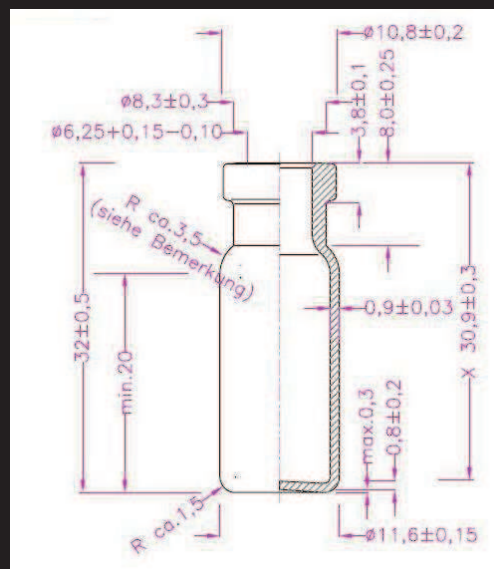 ø10,8±0,2
ø8,3±0,3
ø6,25+0,15-0,10
3,8±0,1
8,0±0,25
R ca.3,5
(siehe Bemerkung)
32±0,5
min.20
0,9±0,03
X 30,9±0,3
max.0,3
0,8±0,2
R ca.1,5
ø11,6±0,15